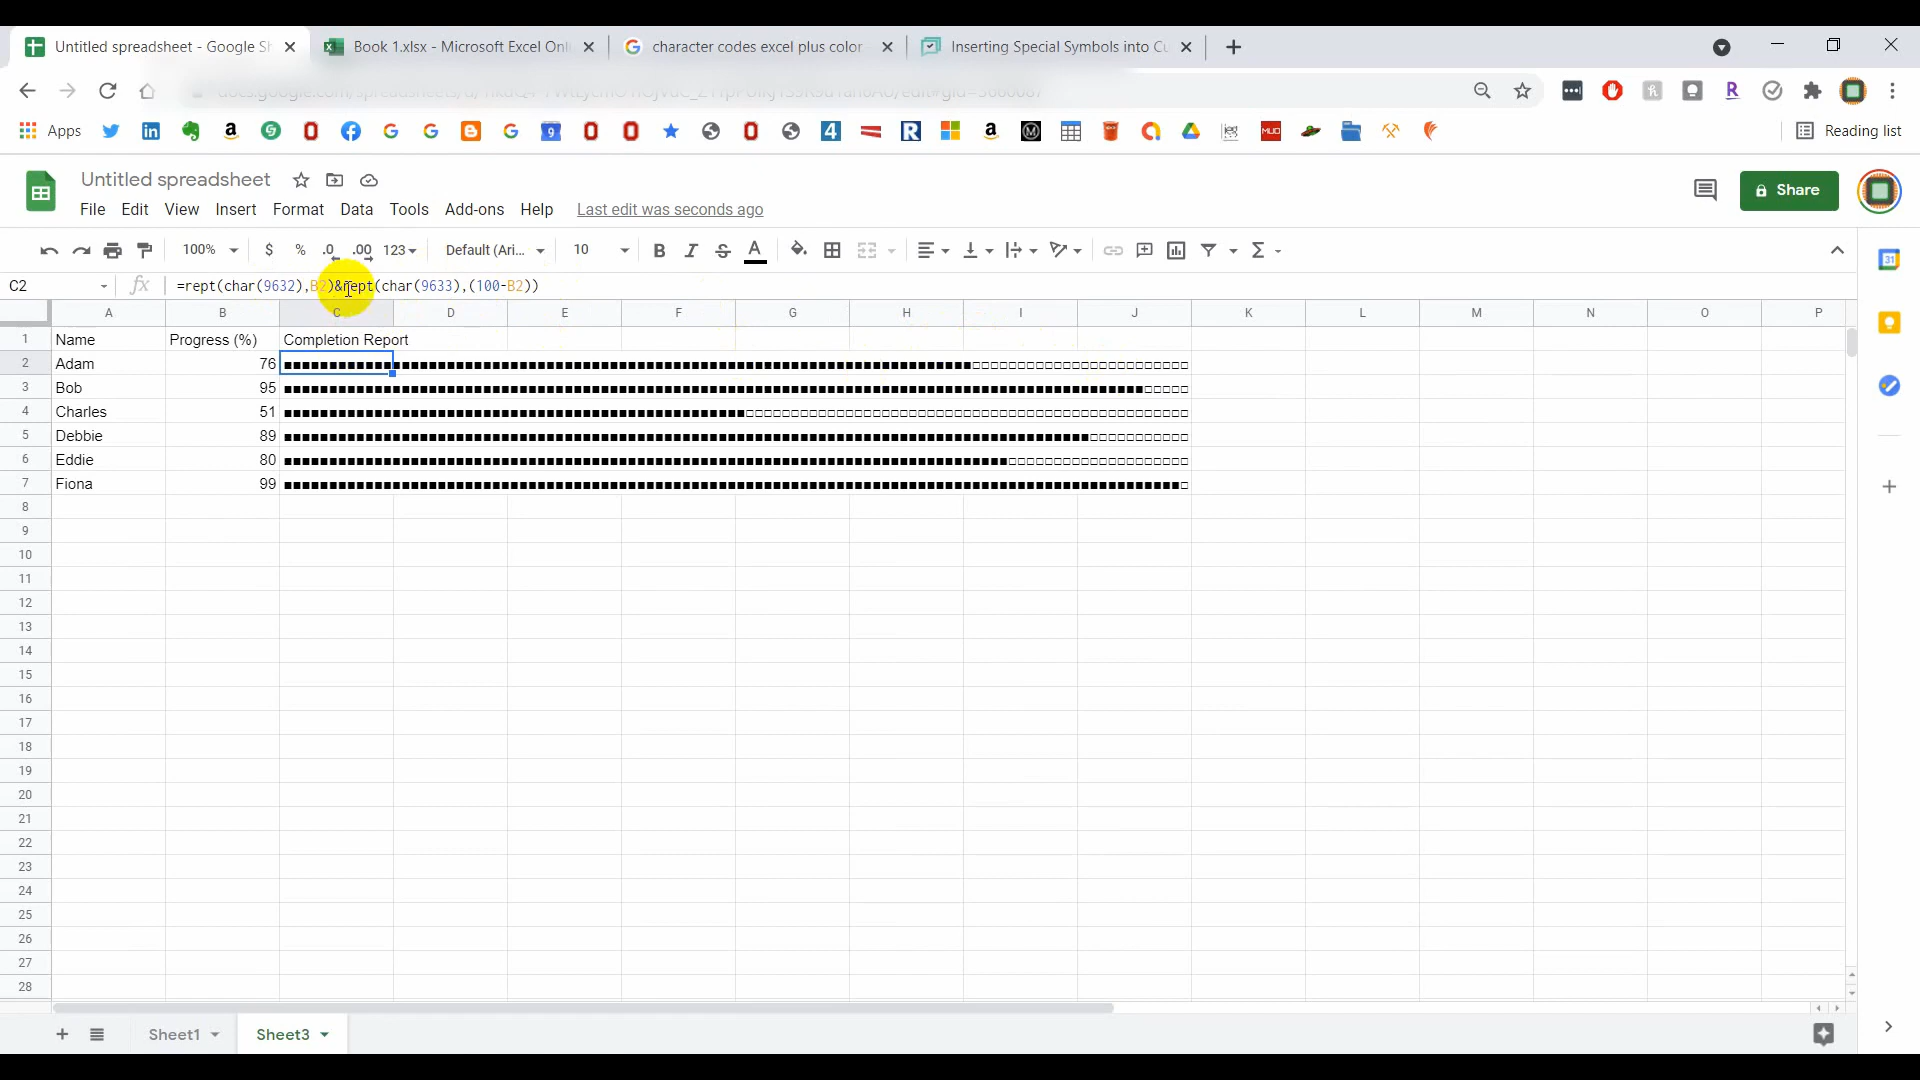 Untitled spreadsheet - Google Sh
Book 1.xlsx - Microsoft Excel Onl
character codes excel plus color
Inserting Special Symbols into Cu
Apps
Reading list
Untitled spreadsheet
File Edit View Insert Format Data Tools Add-ons Help Last edit was seconds ago
Share
100% $ % .0 .00 123 Default (Ari... 10 B I S A Σ
C2 fx =rept(char(9632),B2)&rept(char(9633),(100-B2))
A B C D E F G H I J K L M N O P
1 Name Progress (%) Completion Report
2 Adam 76
3 Bob 95
4 Charles 51
5 Debbie 89
6 Eddie 80
7 Fiona 99
8
9
10
11
12
13
14
15
16
17
18
19
20
21
22
23
24
25
26
27
28
Sheet1 Sheet3